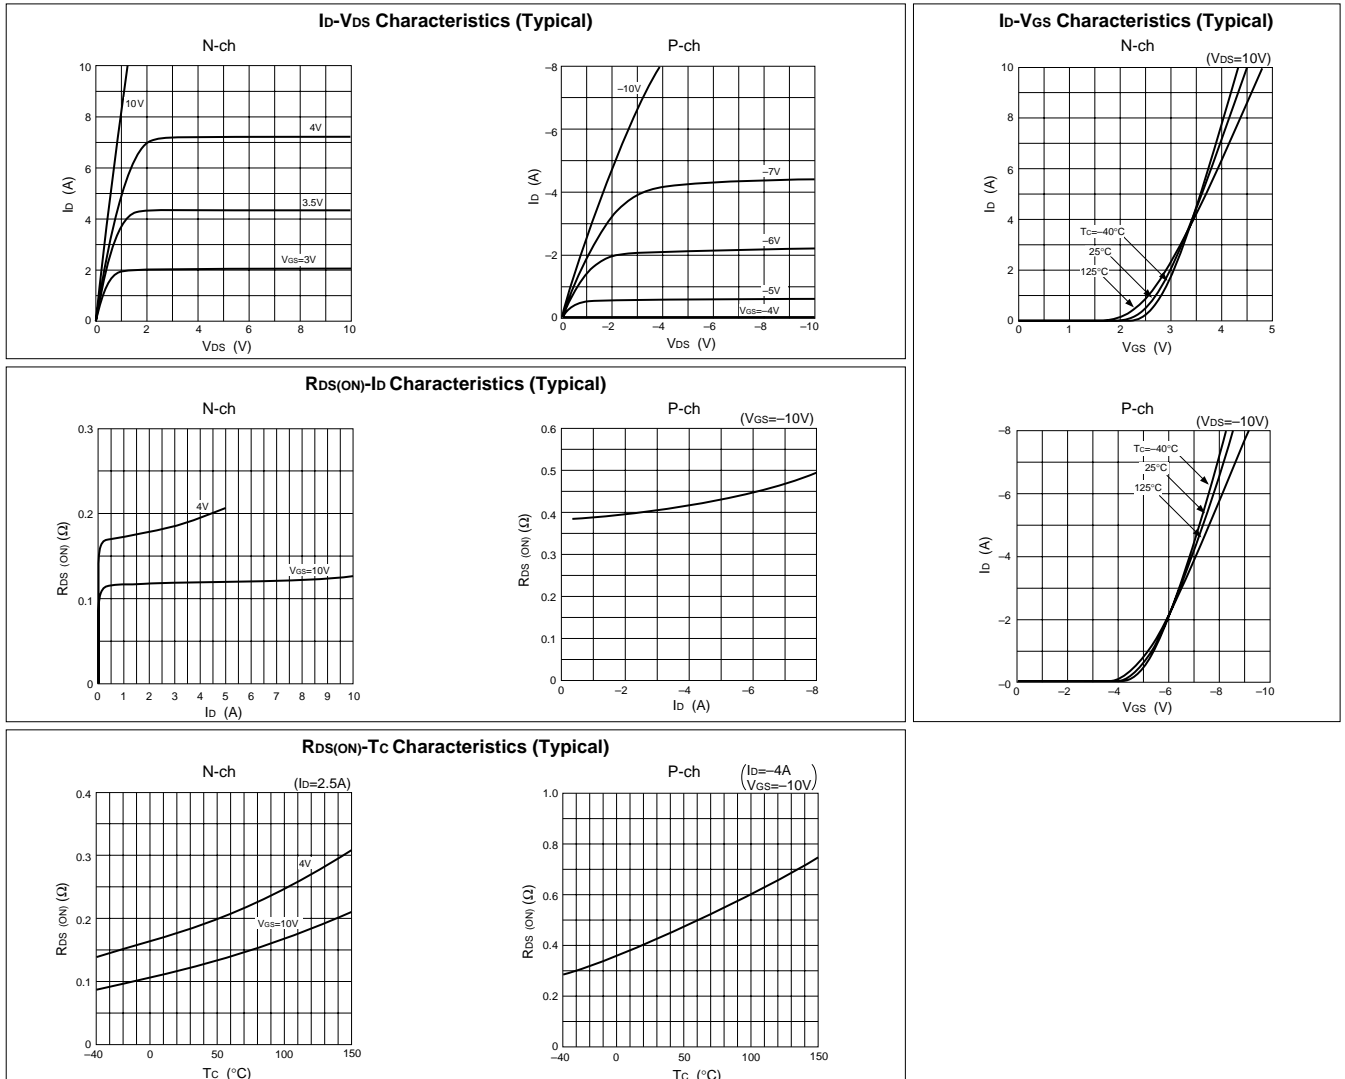 ID-VDS Characteristics (Typical)
N-ch
10
8
6
4
2
0
ID (A)
10V
4V
3.5V
VGS=3V
0 2 4 6 8 10
VDS (V)
P-ch
–8
–6
–4
–2
0
ID (A)
–10V
–7V
–6V
–5V
VGS=–4V
0 –2 –4 –6 –8 –10
VDS (V)
ID-VGS Characteristics (Typical)
N-ch
(VDS=10V)
10
8
6
4
2
0
ID (A)
TC=–40°C
25°C
125°C
0 1 2 3 4 5
VGS (V)
P-ch
(VDS=–10V)
–8
–6
–4
–2
–0
ID (A)
TC=–40°C
25°C
125°C
0 –2 –4 –6 –8 –10
VGS (V)
RDS(ON)-ID Characteristics (Typical)
N-ch
0.3
0.2
0.1
0
RDS (ON) (Ω)
4V
VGS=10V
0 1 2 3 4 5 6 7 8 9 10
ID (A)
P-ch
(VGS=–10V)
0.6
0.5
0.4
0.3
0.2
0.1
0
RDS (ON) (Ω)
0 –2 –4 –6 –8
ID (A)
RDS(ON)-TC Characteristics (Typical)
N-ch
(ID=2.5A)
0.4
0.3
0.2
0.1
0
RDS (ON) (Ω)
4V
VGS=10V
–40 0 50 100 150
TC (°C)
P-ch
(ID=–4A
VGS=–10V)
1.0
0.8
0.6
0.4
0.2
0
RDS (ON) (Ω)
–40 0 50 100 150
TC (°C)